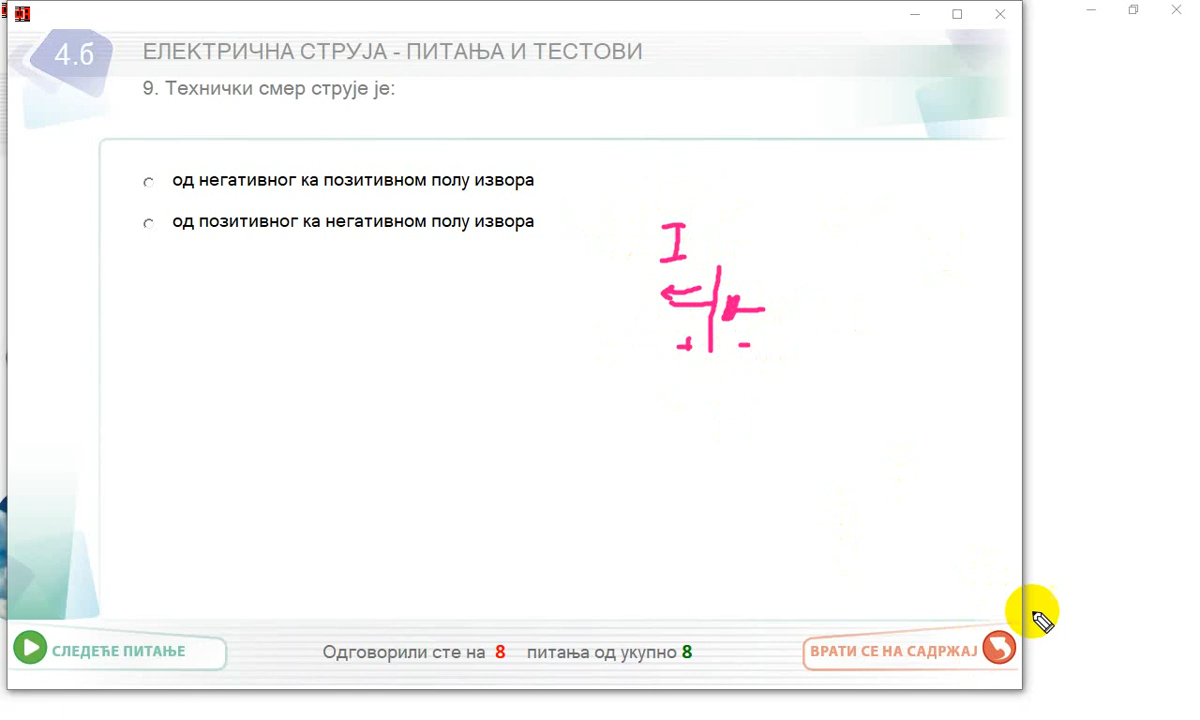 4.б
ЕЛЕКТРИЧНА СТРУЈА - ПИТАЊА И ТЕСТОВИ
9. Технички смер струје је:
од негативног ка позитивном полу извора
од позитивног ка негативном полу извора
I
+ -
СЛЕДЕЋЕ ПИТАЊЕ
Одговорили сте на 8 питања од укупно 8
ВРАТИ СЕ НА САДРЖАЈ